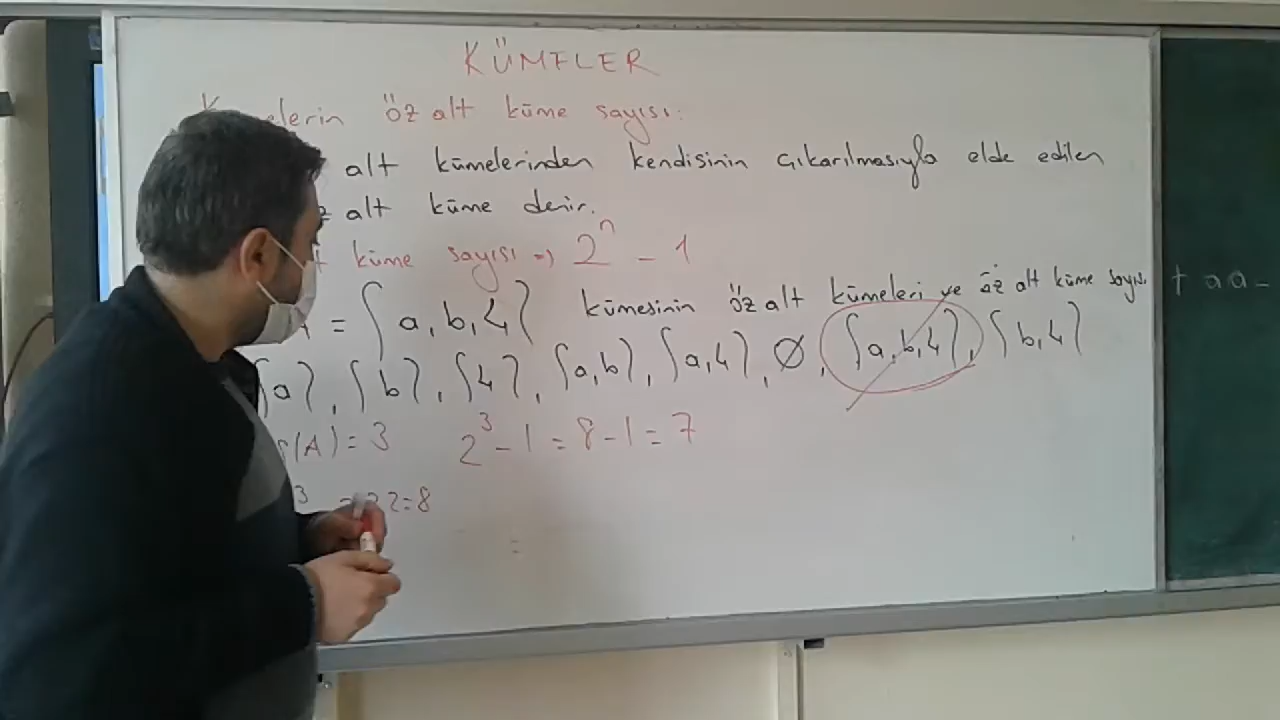 KÜMELER
öz alt küme sayısı:
alt kümelerinden kendisinin çıkarılmasıyla elde edilen
alt küme denir.
küme sayısı => 2ⁿ - 1
= {a, b, 4} kümesinin öz alt kümeleri ve öz alt küme sayısı
{a}, {b}, {4}, {a,b}, {a,4}, ∅, {a,b,4}, {b,4}
(A) = 3 2³ - 1 = 8 - 1 = 7
= 8